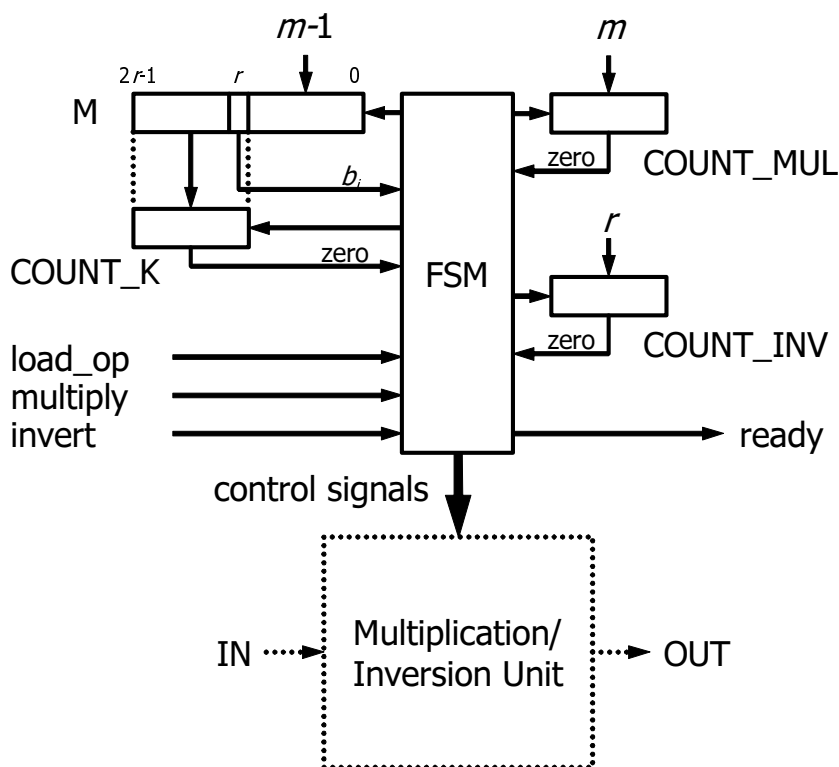 m-1
m
2r-1 r 0
M
zero
COUNT_MUL
b_i
r
zero
FSM
COUNT_K
zero
COUNT_INV
load_op
multiply
invert
ready
control signals
IN
Multiplication/
Inversion Unit
OUT